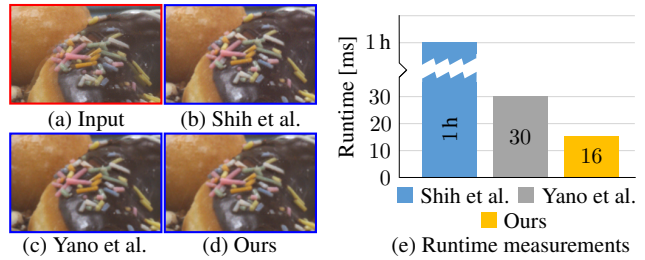 (a) Input
(b) Shih et al.
(c) Yano et al.
(d) Ours
Runtime [ms]
1 h
30
20
10
0
1 h
30
16
Shih et al.
Yano et al.
Ours
(e) Runtime measurements